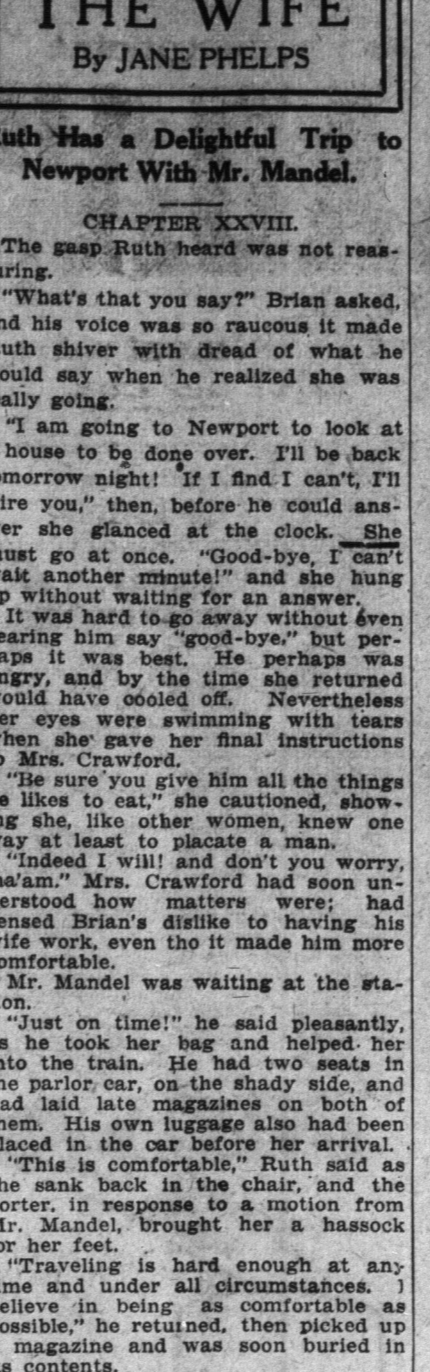 THE WIFE
By JANE PHELPS
uth Has a Delightful Trip to
Newport With Mr. Mandel.
CHAPTER XXVIII.
The gasp Ruth heard was not reas-
uring.
"What's that you say?" Brian asked,
nd his voice was so raucous it made
uth shiver with dread of what he
ould say when he realized she was
ally going.
"I am going to Newport to look at
house to be done over. I'll be back
omorrow night! If I find I can't, I'll
ire you," then, before he could ans-
er she glanced at the clock. She
ust go at once. "Good-bye, I can't
ait another minute!" and she hung
p without waiting for an answer.
It was hard to go away without even
earing him say "good-bye," but per-
aps it was best. He perhaps was
ngry, and by the time she returned
ould have cooled off. Nevertheless
er eyes were swimming with tears
hen she gave her final instructions
o Mrs. Crawford.
"Be sure you give him all the things
e likes to eat," she cautioned, show-
ng she, like other women, knew one
ay at least to placate a man.
"Indeed I will! and don't you worry,
a'am." Mrs. Crawford had soon un-
erstood how matters were; had
ensed Brian's dislike to having his
ife work, even tho it made him more
omfortable.
Mr. Mandel was waiting at the sta-
on.
"Just on time!" he said pleasantly,
s he took her bag and helped her
nto the train. He had two seats in
he parlor car, on the shady side, and
ad laid late magazines on both of
hem. His own luggage also had been
laced in the car before her arrival.
"This is comfortable," Ruth said as
he sank back in the chair, and the
orter, in response to a motion from
Mr. Mandel, brought her a hassock
or her feet.
"Traveling is hard enough at any
ime and under all circumstances. I
elieve in being as comfortable as
ossible," he returned, then picked up
magazine and was soon buried in
s contents.